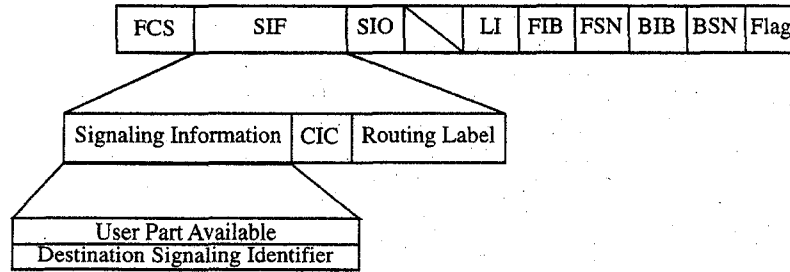 FCS SIF SIO LI FIB FSN BIB BSN Flag
Signaling Information CIC Routing Label
User Part Available
Destination Signaling Identifier